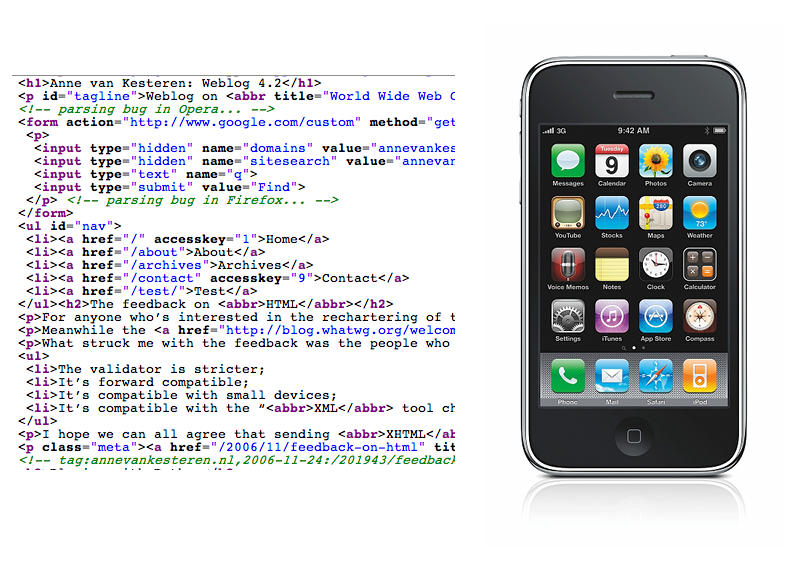 <h1>Anne van Kesteren: Weblog 4.2</h1>
<p id="tagline">Weblog on <abbr title="World Wide Web C
<!-- parsing bug in Opera... -->
<form action="http://www.google.com/custom" method="get
<p>
<input type="hidden" name="domains" value="annevankes
<input type="hidden" name="sitesearch" value="annevan
<input type="text" name="q">
<input type="submit" value="Find">
</p> <!-- parsing bug in Firefox... -->
</form>
<ul id="nav">
<li><a href="/" accesskey="1">Home</a>
<li><a href="/about">About</a>
<li><a href="/archives">Archives</a>
<li><a href="/contact" accesskey="9">Contact</a>
<li><a href="/test/">Test</a>
</ul><h2>The feedback on <abbr>HTML</abbr></h2>
<p>For anyone who's interested in the rechartering of t
<p>Meanwhile the <a href="http://blog.whatwg.org/welcom
<p>What struck me with the feedback was the people who
<ul>
<li>The validator is stricter;
<li>It's forward compatible;
<li>It's compatible with small devices;
<li>It's compatible with the “<abbr>XML</abbr> tool ch
</ul>
<p>I hope we can all agree that sending <abbr>XHTML</ab
<p class="meta"><a href="/2006/11/feedback-on-html" tit
<!-- tag:annevankesteren.nl,2006-11-24:/201943/feedback
3G 9:42 AM
Tuesday
9
280
Messages Calendar Photos Camera
73°
YouTube Stocks Maps Weather
Voice Memos Notes Clock Calculator
Settings iTunes App Store Compass
Phone Mail Safari iPod